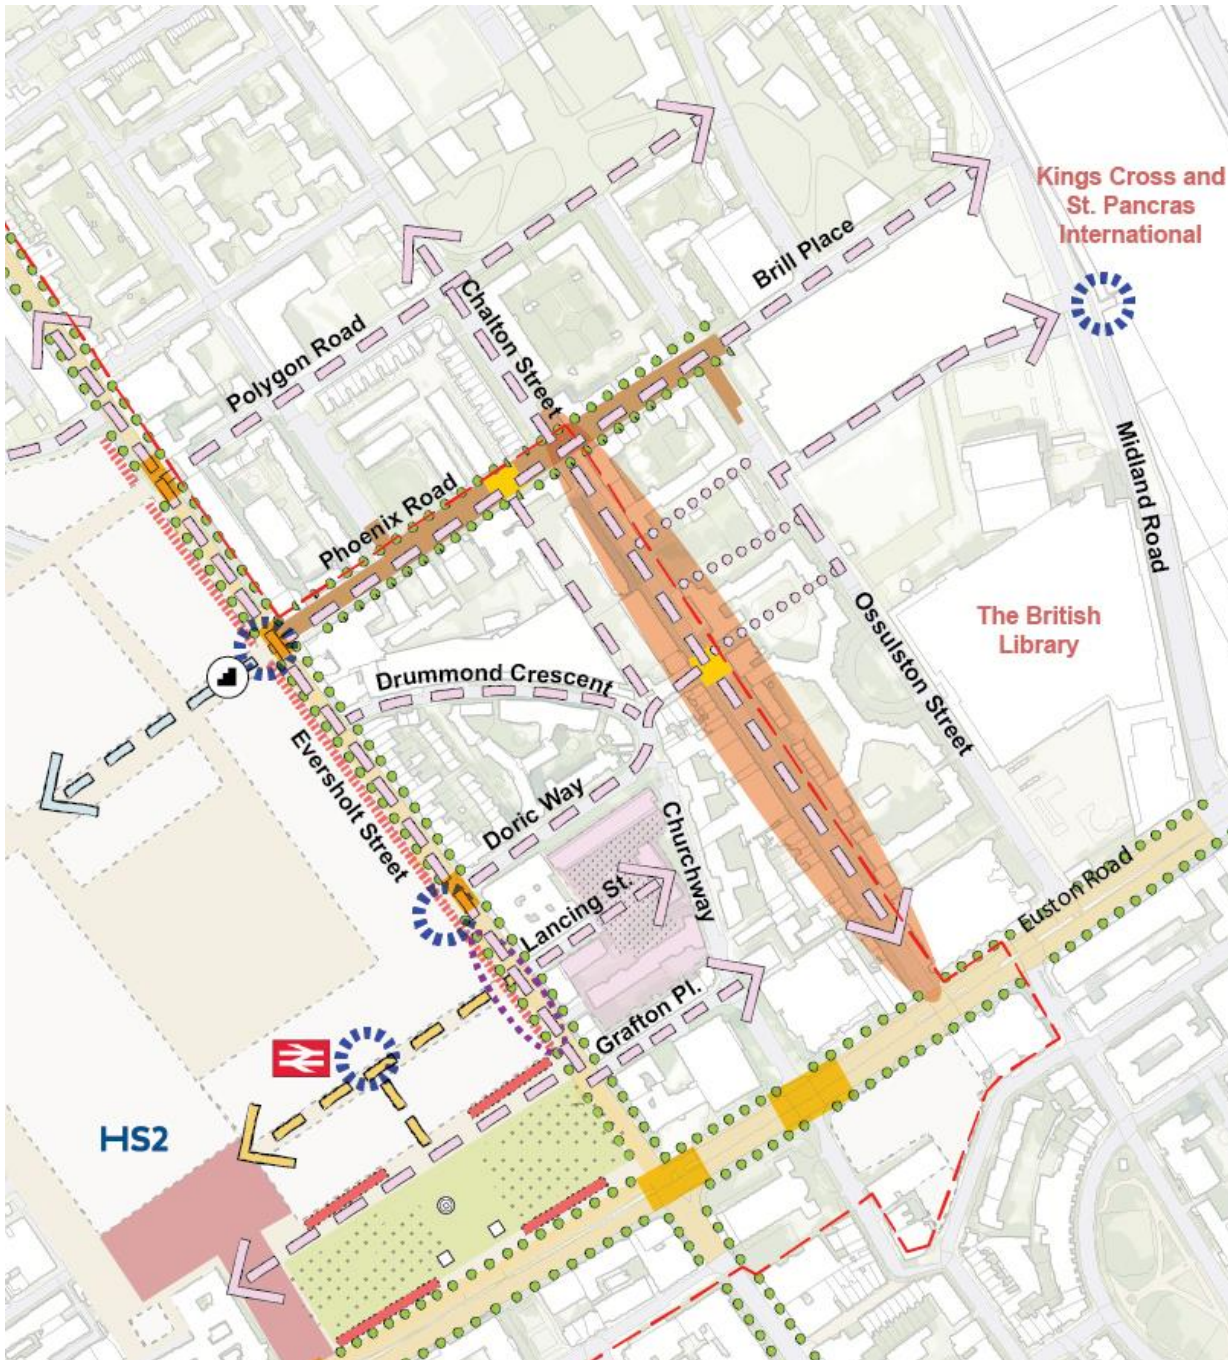 Kings Cross and
St. Pancras
International
Brill Place
Chalton Street
Polygon Road
Midland Road
Phoenix Road
The British
Library
Ossulston Street
Drummond Crescent
Eversholt Street
Doric Way
Churchway
Lancing St.
Euston Road
Grafton Pl.
HS2